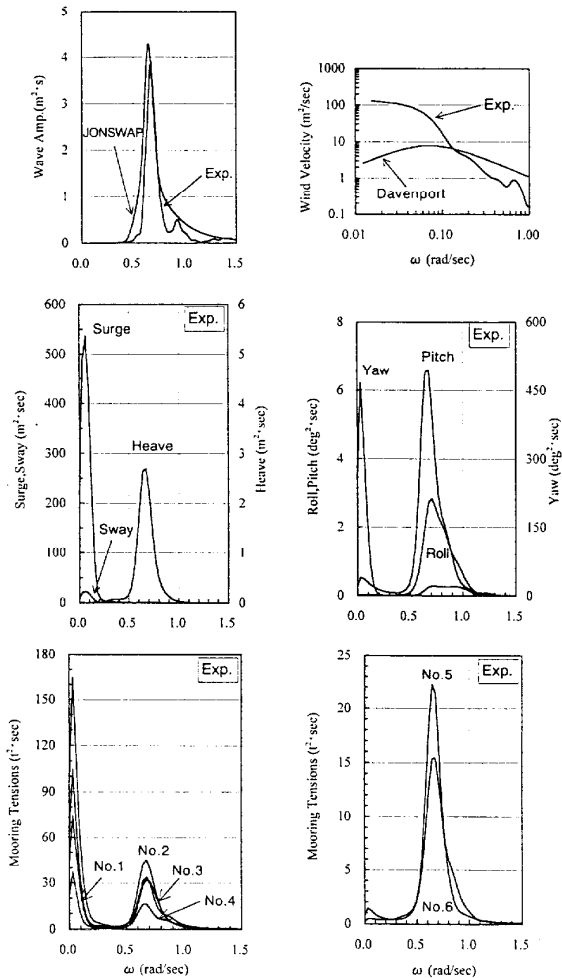 Wave Amp.(m²·s)
5
4
3
2
1
0
JONSWAP
Exp.
0.0 0.5 1.0 1.5
Wind Velocity (m²/sec)
1000
100
10
1
0.1
Exp.
Davenport
0.01 0.10 1.00
ω (rad/sec)
Surge,Sway (m²·sec)
600
500
400
300
200
100
0
Surge
Exp.
Heave
Sway
6
5
4
3
2
1
0
Heave (m²·sec)
0.0 0.5 1.0 1.5
Roll,Pitch (deg²·sec)
8
6
4
2
0
Exp.
Yaw
Pitch
Roll
600
450
300
150
0
Yaw (deg²·sec)
0.0 0.5 1.0 1.5
Mooring Tensions (t²·sec)
180
150
120
90
60
30
0
Exp.
No.1
No.2
No.3
No.4
0.0 0.5 1.0 1.5
ω (rad/sec)
Mooring Tensions (t²·sec)
25
20
15
10
5
0
Exp.
No.5
No.6
0.0 0.5 1.0 1.5
ω (rad/sec)